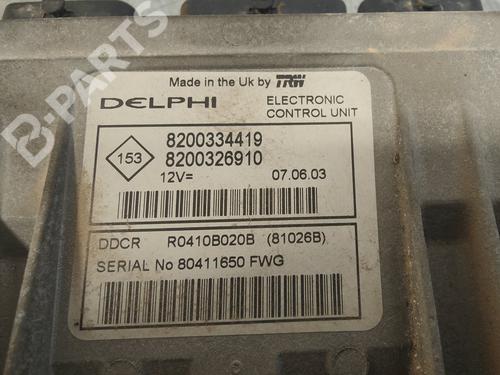 B-PARTS
Made in the Uk by TRW
DELPHI
ELECTRONIC
CONTROL UNIT
153
8200334419
8200326910
12V=
07.06.03
DDCR R0410B020B (81026B)
SERIAL No 80411650 FWG